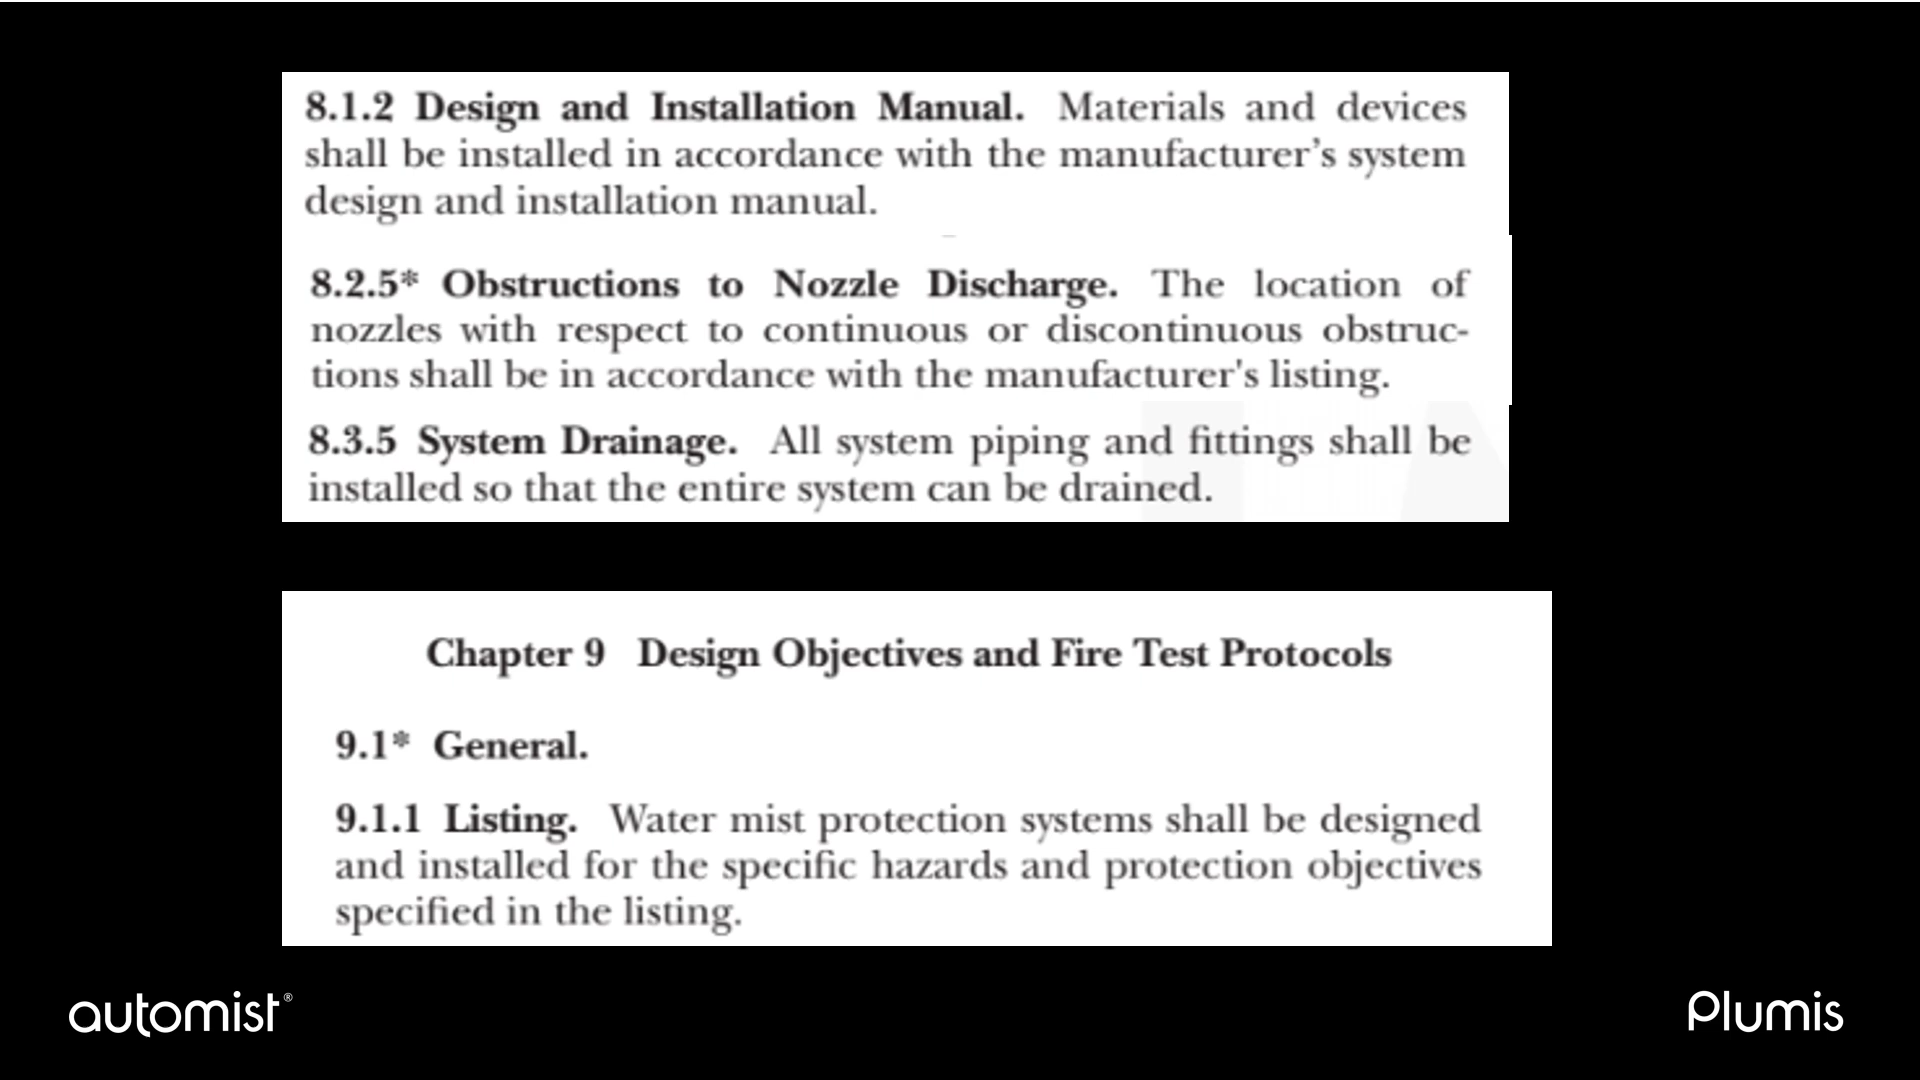 8.1.2 Design and Installation Manual. Materials and devices
shall be installed in accordance with the manufacturer’s system
design and installation manual.
8.2.5* Obstructions to Nozzle Discharge. The location of
nozzles with respect to continuous or discontinuous obstruc-
tions shall be in accordance with the manufacturer's listing.
8.3.5 System Drainage. All system piping and fittings shall be
installed so that the entire system can be drained.
Chapter 9 Design Objectives and Fire Test Protocols
9.1* General.
9.1.1 Listing. Water mist protection systems shall be designed
and installed for the specific hazards and protection objectives
specified in the listing.
automist®
Plumis